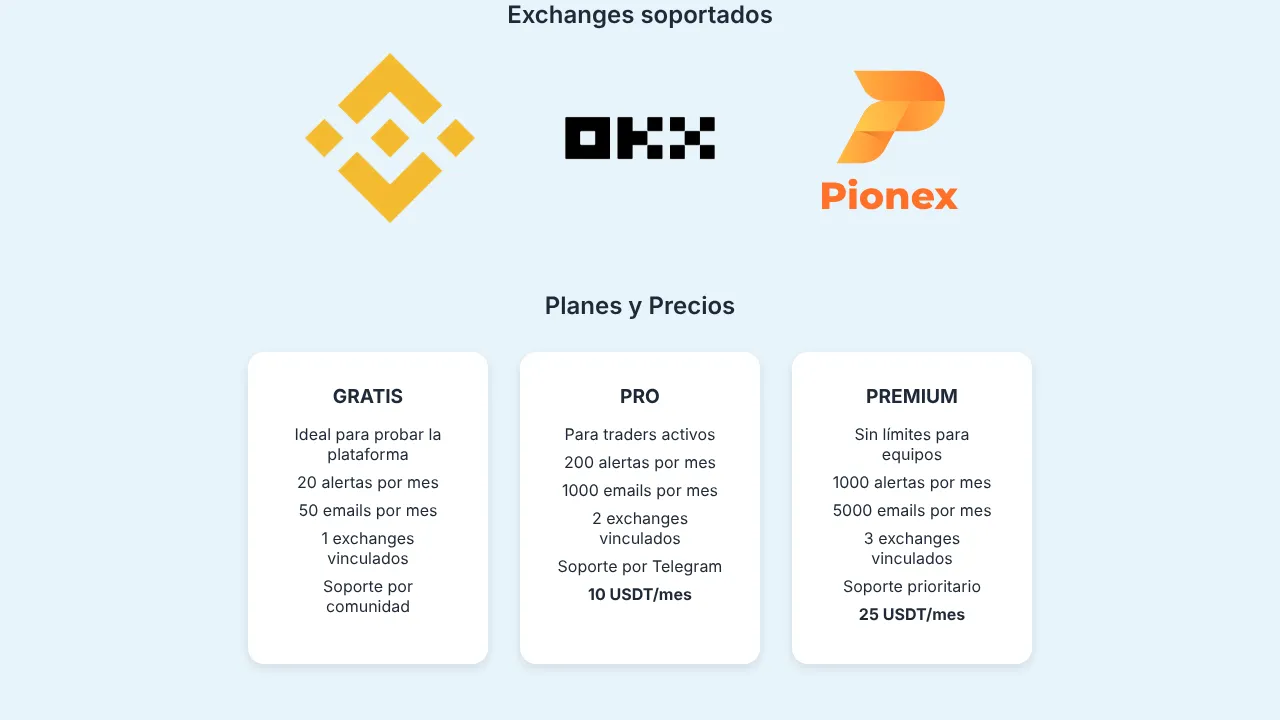 Exchanges soportados
OKX
Pionex
Planes y Precios
GRATIS
Ideal para probar la
plataforma
20 alertas por mes
50 emails por mes
1 exchanges
vinculados
Soporte por
comunidad
PRO
Para traders activos
200 alertas por mes
1000 emails por mes
2 exchanges
vinculados
Soporte por Telegram
10 USDT/mes
PREMIUM
Sin límites para
equipos
1000 alertas por mes
5000 emails por mes
3 exchanges
vinculados
Soporte prioritario
25 USDT/mes